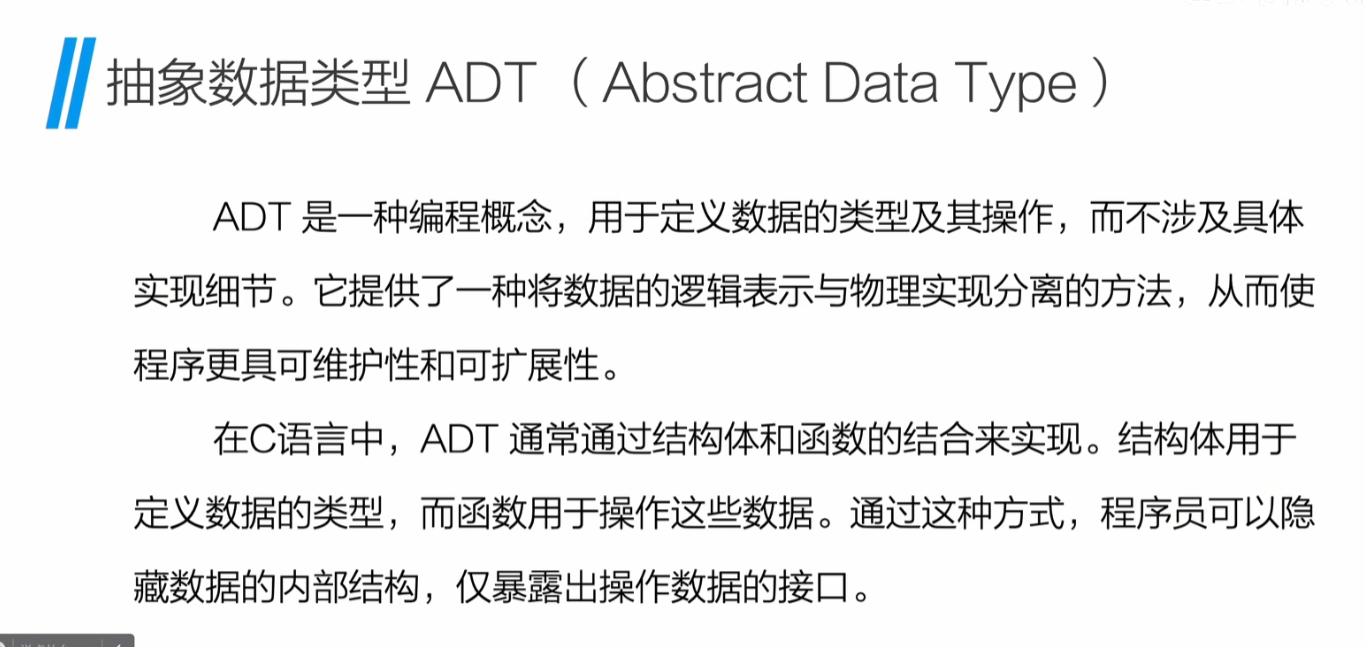 抽象数据类型 ADT（Abstract Data Type）
ADT 是一种编程概念，用于定义数据的类型及其操作，而不涉及具体
实现细节。它提供了一种将数据的逻辑表示与物理实现分离的方法，从而使
程序更具可维护性和可扩展性。
在C语言中，ADT 通常通过结构体和函数的结合来实现。结构体用于
定义数据的类型，而函数用于操作这些数据。通过这种方式，程序员可以隐
藏数据的内部结构，仅暴露出操作数据的接口。